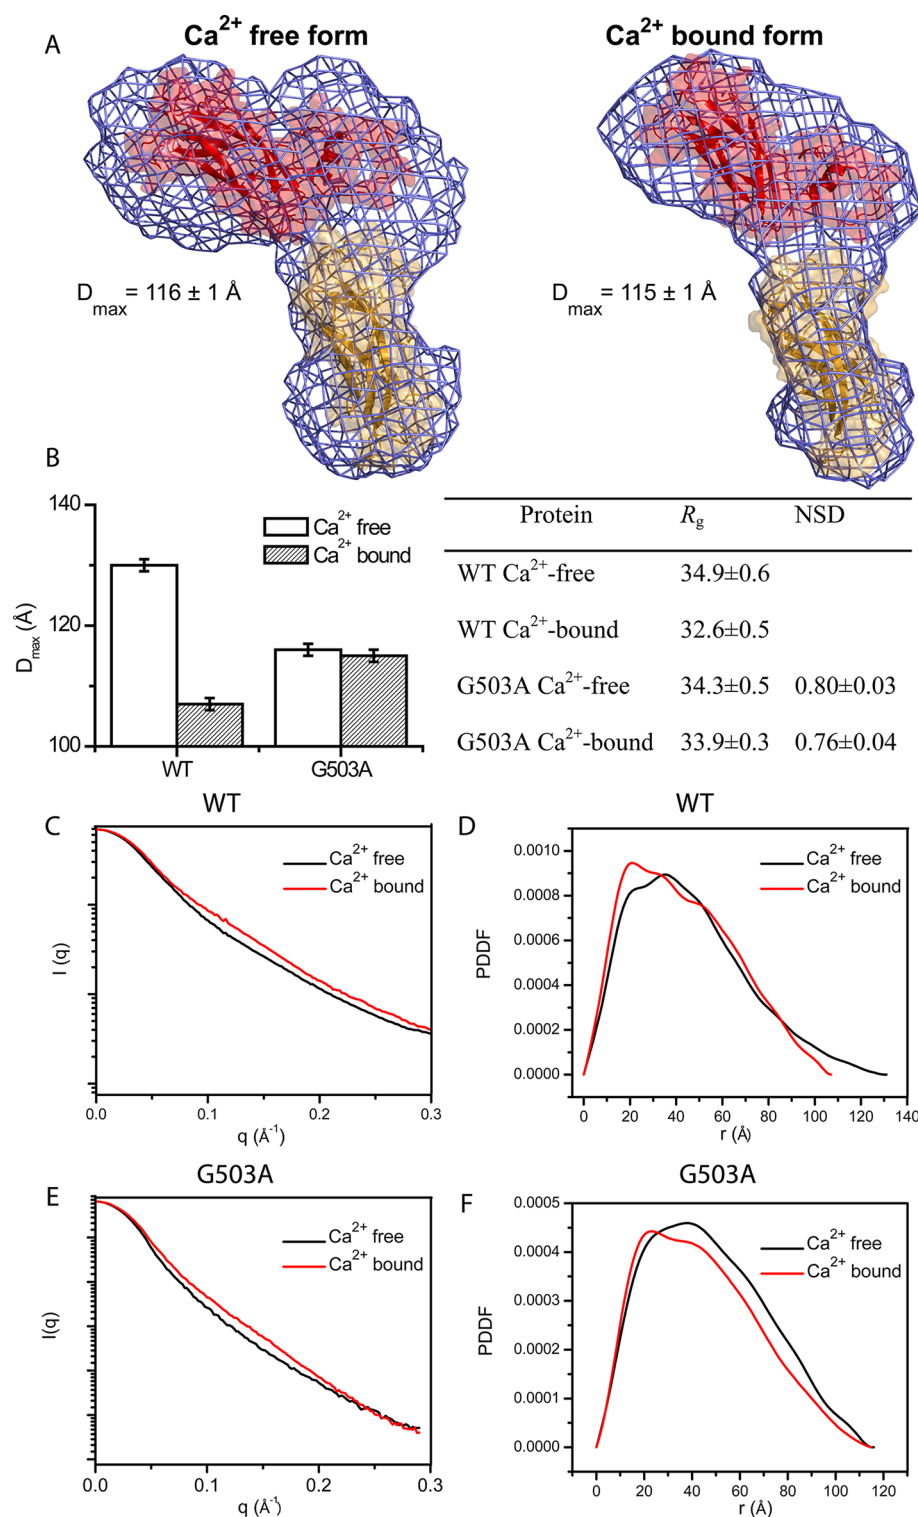 A
Ca²⁺ free form
Ca²⁺ bound form
Dmax = 116 ± 1 Å
Dmax = 115 ± 1 Å
B
140
120
100
Dmax (Å)
Ca²⁺ free
Ca²⁺ bound
WT
G503A
Protein Rg NSD
WT Ca²⁺-free 34.9±0.6
WT Ca²⁺-bound 32.6±0.5
G503A Ca²⁺-free 34.3±0.5 0.80±0.03
G503A Ca²⁺-bound 33.9±0.3 0.76±0.04
C
WT
Ca²⁺ free
Ca²⁺ bound
I (q)
0.0 0.1 0.2 0.3
q (Å⁻¹)
D
WT
Ca²⁺ free
Ca²⁺ bound
PDDF
0.0010
0.0008
0.0006
0.0004
0.0002
0.0000
0 20 40 60 80 100 120 140
r (Å)
E
G503A
Ca²⁺ free
Ca²⁺ bound
I(q)
0.0 0.1 0.2 0.3
q (Å⁻¹)
F
G503A
Ca²⁺ free
Ca²⁺ bound
PDDF
0.0005
0.0004
0.0003
0.0002
0.0001
0.0000
0 20 40 60 80 100 120
r (Å)